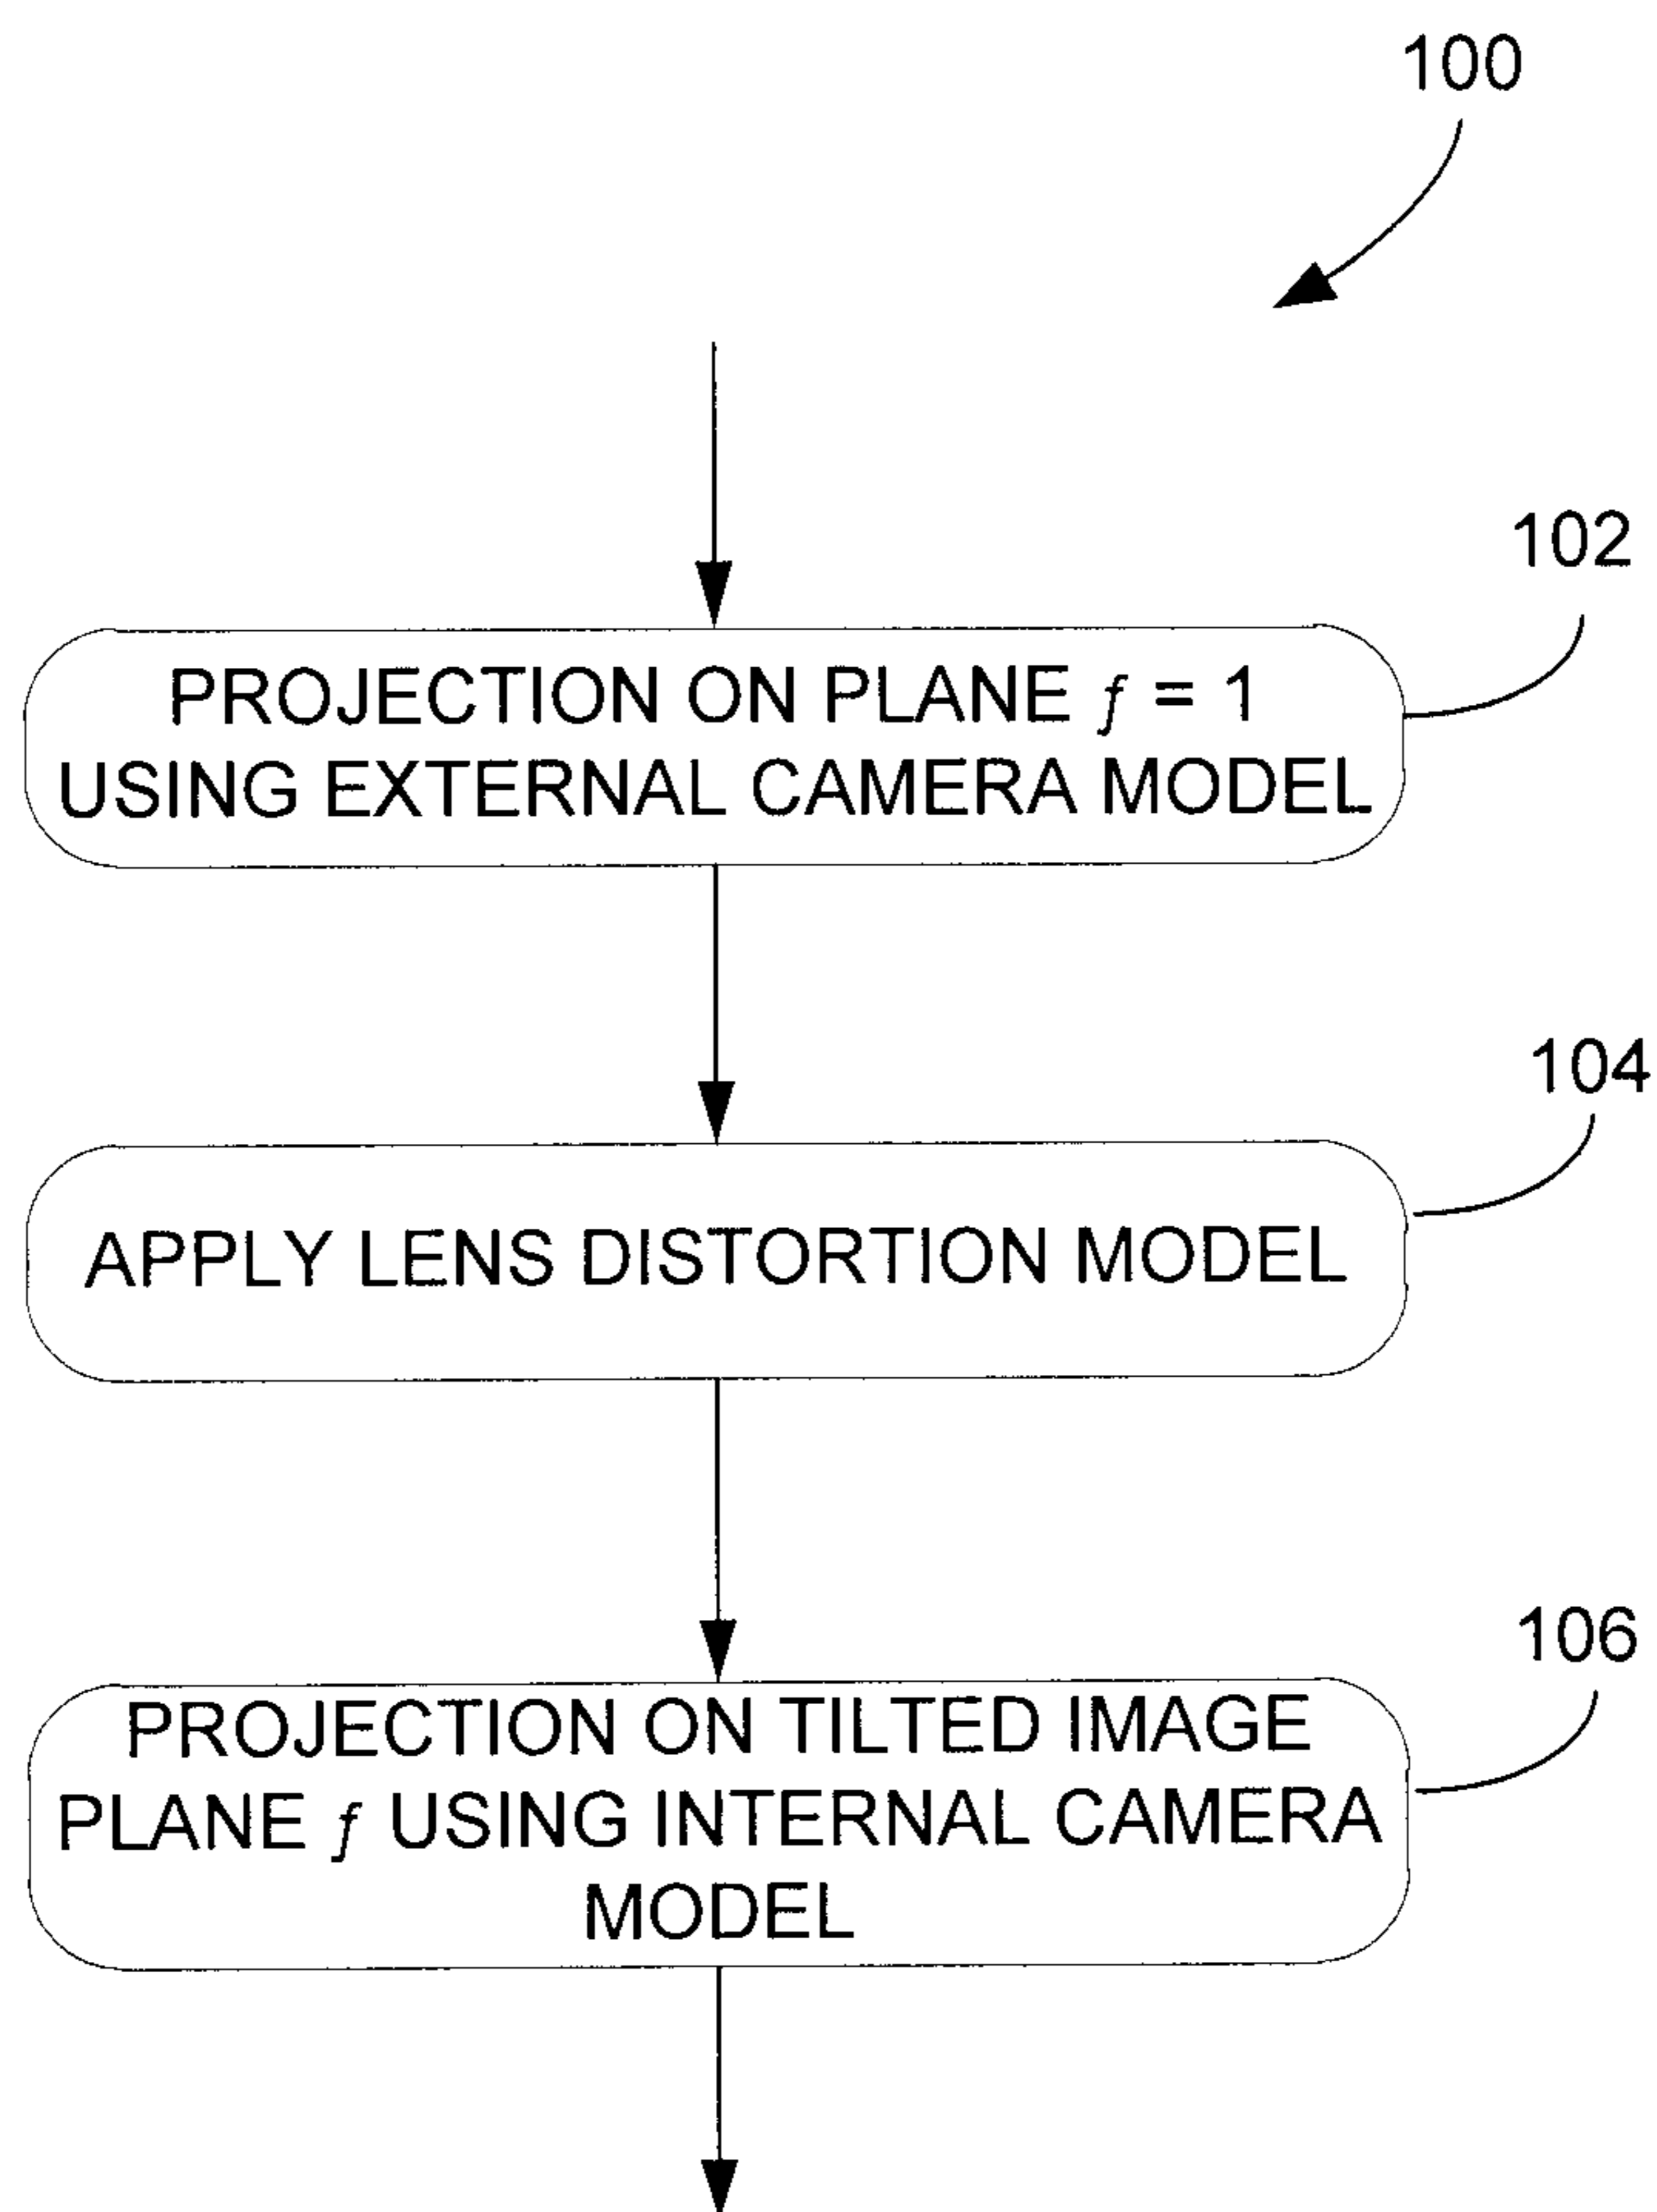 100
102
PROJECTION ON PLANE f = 1
USING EXTERNAL CAMERA MODEL
104
APPLY LENS DISTORTION MODEL
106
PROJECTION ON TILTED IMAGE
PLANE f USING INTERNAL CAMERA
MODEL